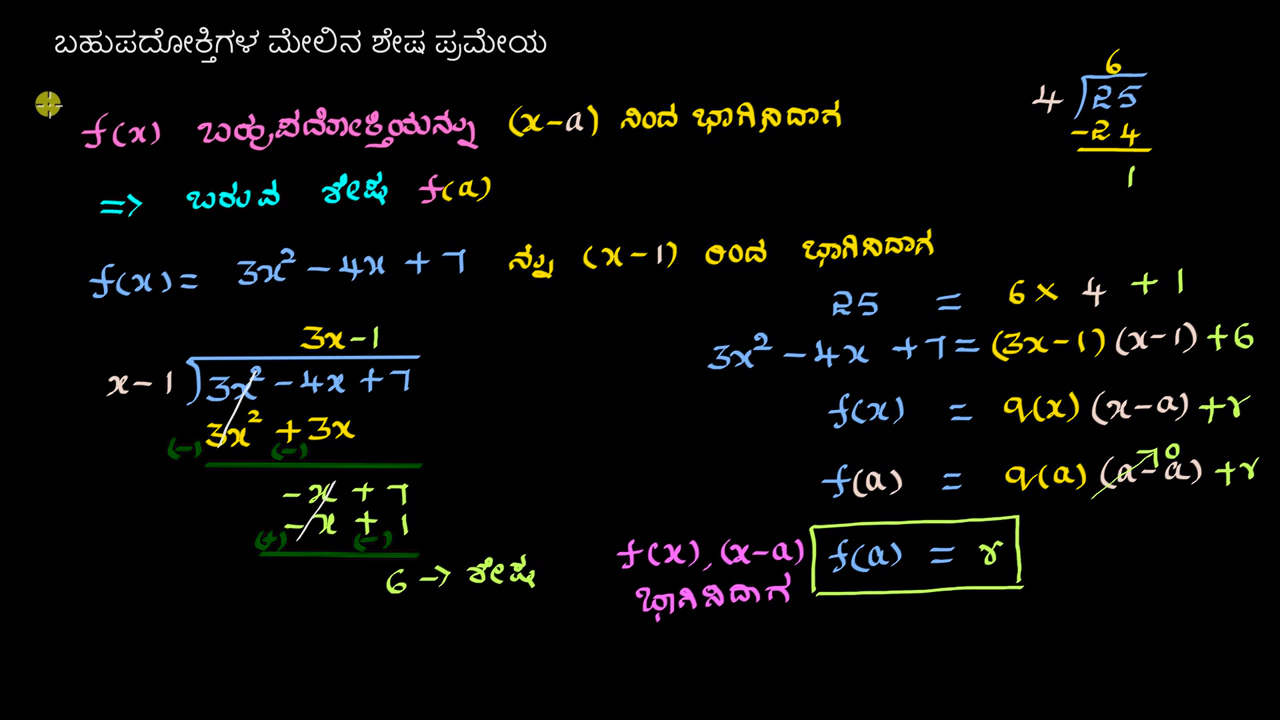 ಬಹುಪದೋಕ್ತಿಗಳ ಮೇಲಿನ ಶೇಷ ಪ್ರಮೇಯ
f(x) ಬಹುಪದೋಕ್ತಿಯನ್ನು (x-a) ನಿಂದ ಭಾಗಿಸಿದಾಗ
=> ಬರುವ ಶೇಷ f(a)
f(x) = 3x² - 4x + 7 ನ್ನು (x-1) ರಿಂದ ಭಾಗಿಸಿದಾಗ
3x-1
x-1 ) 3x² - 4x + 7
3x² + 3x
(-) (-)
-x + 7
-x + 1
(+) (-)
6 -> ಶೇಷ
6
4 ) 25
-24
1
25 = 6 × 4 + 1
3x² - 4x + 7 = (3x-1) (x-1) + 6
f(x) = q(x) (x-a) + r
f(a) = q(a) (a-a) + r
0
f(x), (x-a) f(a) = r
ಭಾಗಿಸಿದಾಗ